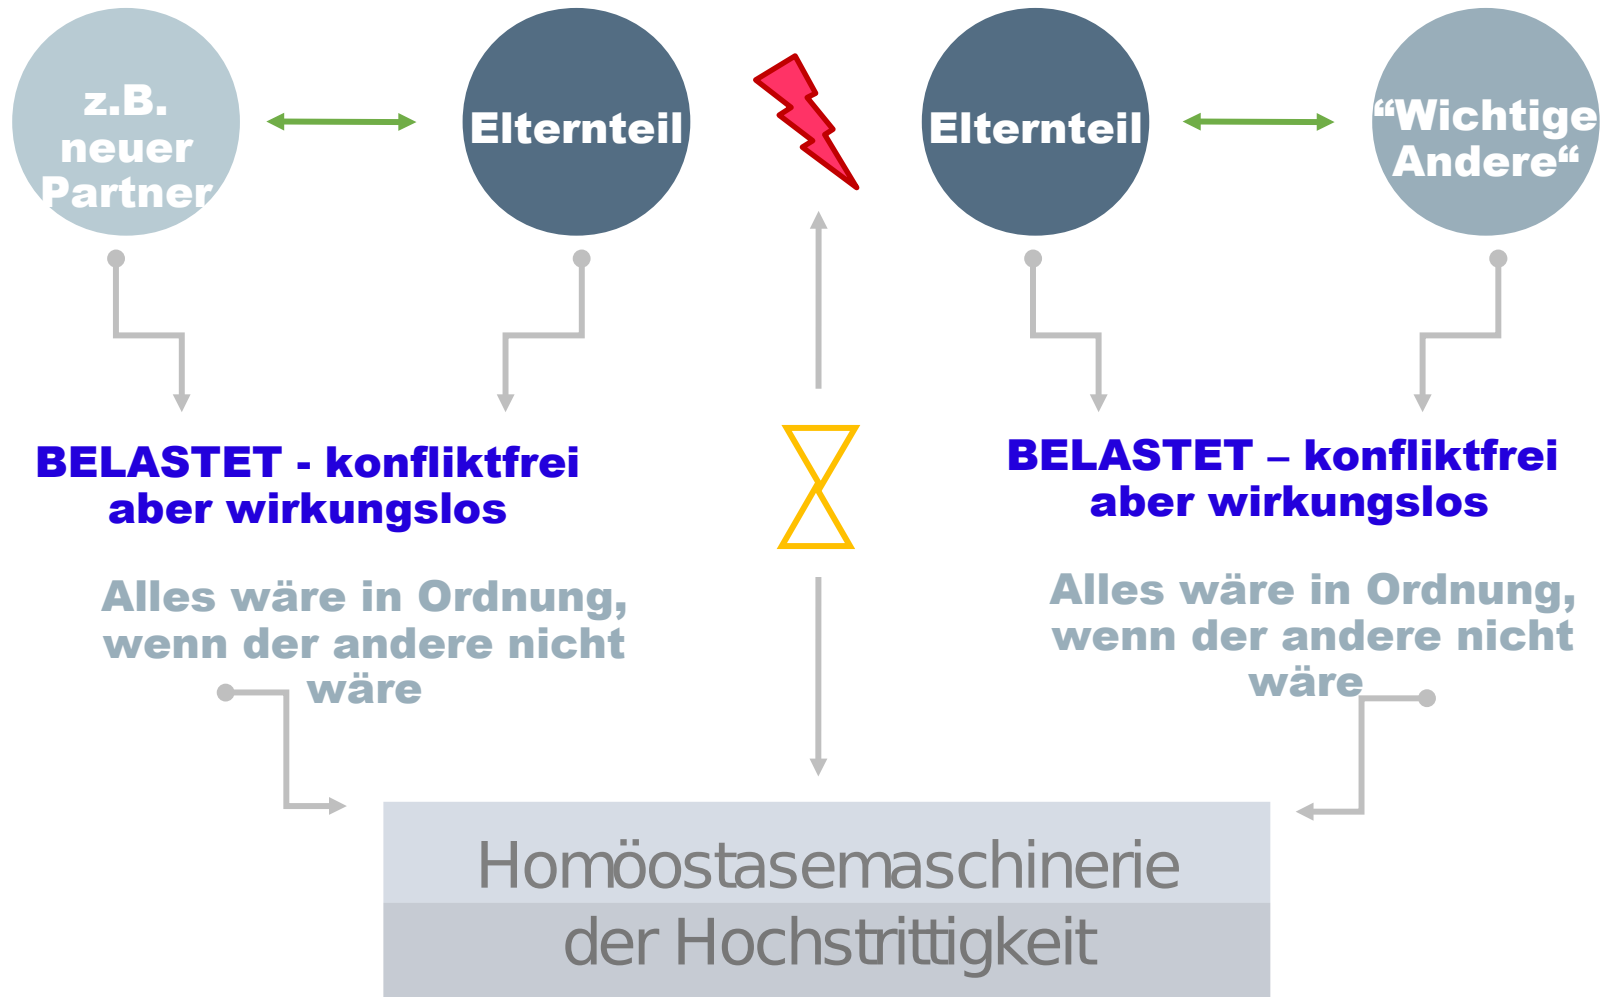 z.B.
neuer
Partner
Elternteil
Elternteil
“Wichtige
Andere“
BELASTET - konfliktfrei
aber wirkungslos
BELASTET – konfliktfrei
aber wirkungslos
Alles wäre in Ordnung,
wenn der andere nicht
wäre
Alles wäre in Ordnung,
wenn der andere nicht
wäre
Homöostasemaschinerie
der Hochstrittigkeit